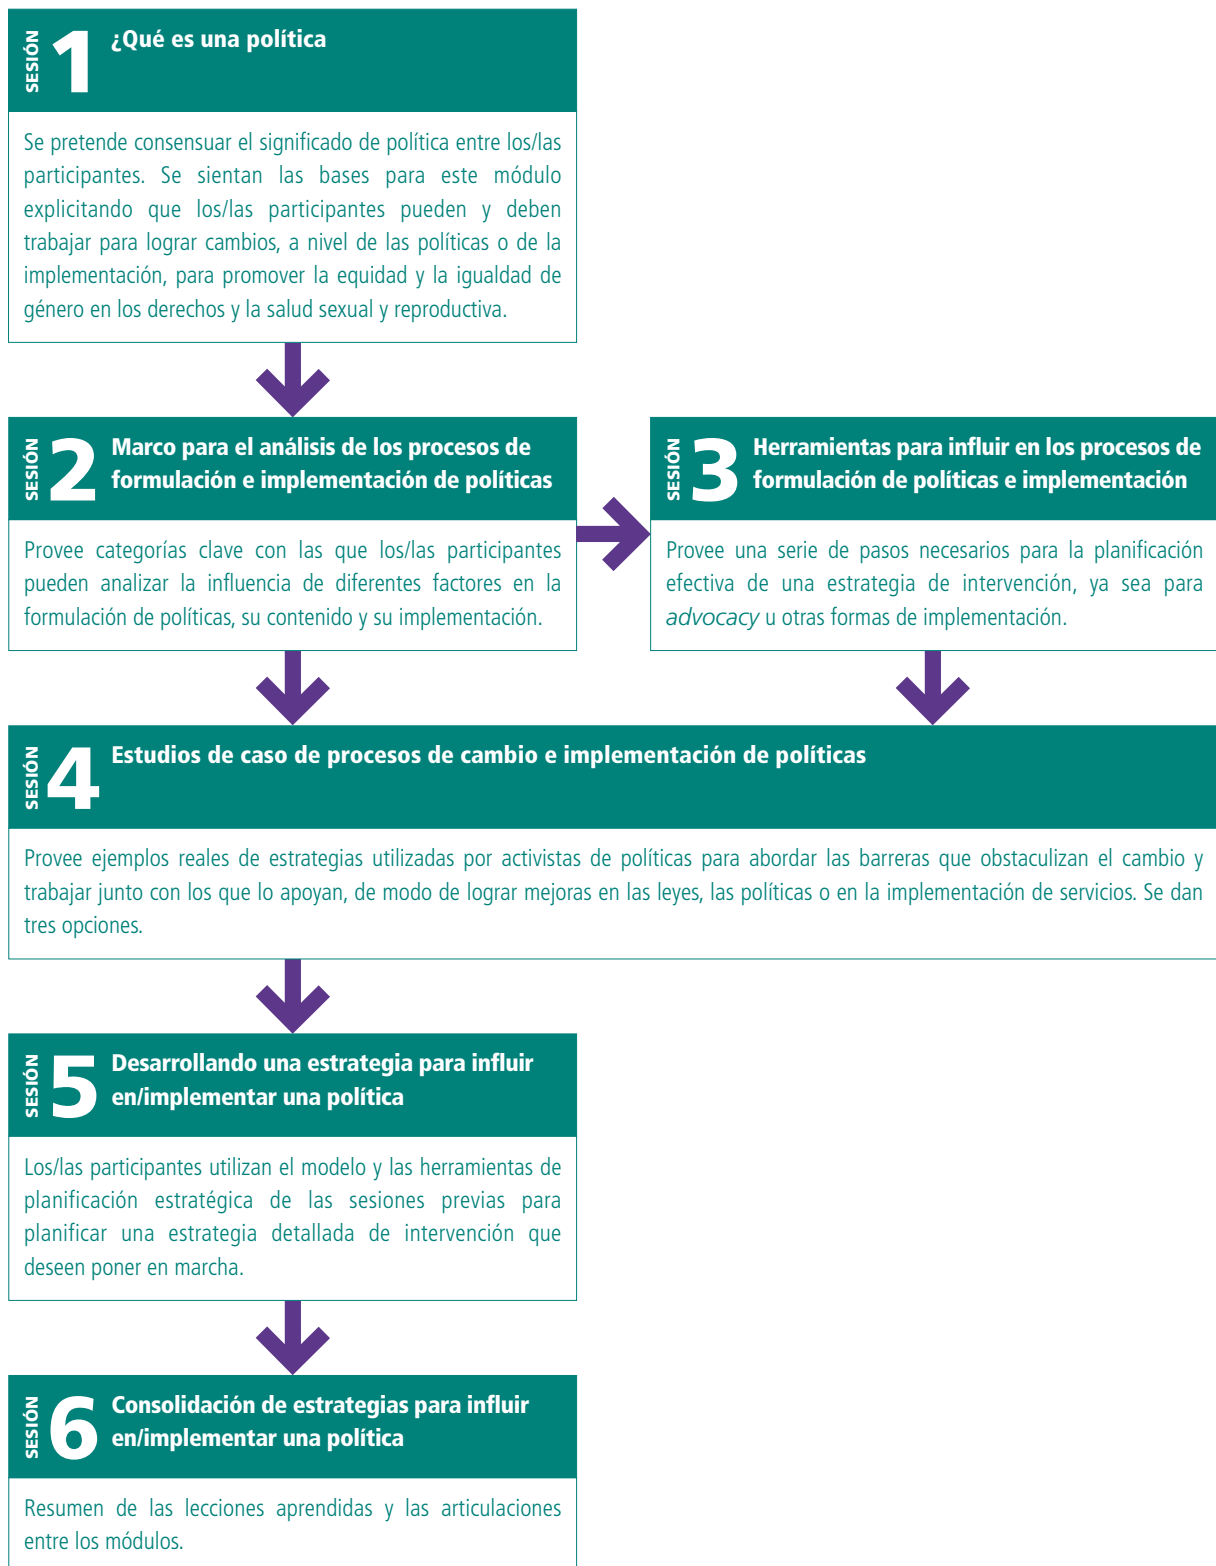 SESIÓN 1 ¿Qué es una política
Se pretende consensuar el significado de política entre los/las
participantes. Se sientan las bases para este módulo
explicitando que los/las participantes pueden y deben
trabajar para lograr cambios, a nivel de las políticas o de la
implementación, para promover la equidad y la igualdad de
género en los derechos y la salud sexual y reproductiva.
SESIÓN 2 Marco para el análisis de los procesos de
formulación e implementación de políticas
Provee categorías clave con las que los/las participantes
pueden analizar la influencia de diferentes factores en la
formulación de políticas, su contenido y su implementación.
SESIÓN 3 Herramientas para influir en los procesos de
formulación de políticas e implementación
Provee una serie de pasos necesarios para la planificación
efectiva de una estrategia de intervención, ya sea para
advocacy u otras formas de implementación.
SESIÓN 4 Estudios de caso de procesos de cambio e implementación de políticas
Provee ejemplos reales de estrategias utilizadas por activistas de políticas para abordar las barreras que obstaculizan el cambio y
trabajar junto con los que lo apoyan, de modo de lograr mejoras en las leyes, las políticas o en la implementación de servicios. Se dan
tres opciones.
SESIÓN 5 Desarrollando una estrategia para influir
en/implementar una política
Los/las participantes utilizan el modelo y las herramientas de
planificación estratégica de las sesiones previas para
planificar una estrategia detallada de intervención que
deseen poner en marcha.
SESIÓN 6 Consolidación de estrategias para influir
en/implementar una política
Resumen de las lecciones aprendidas y las articulaciones
entre los módulos.